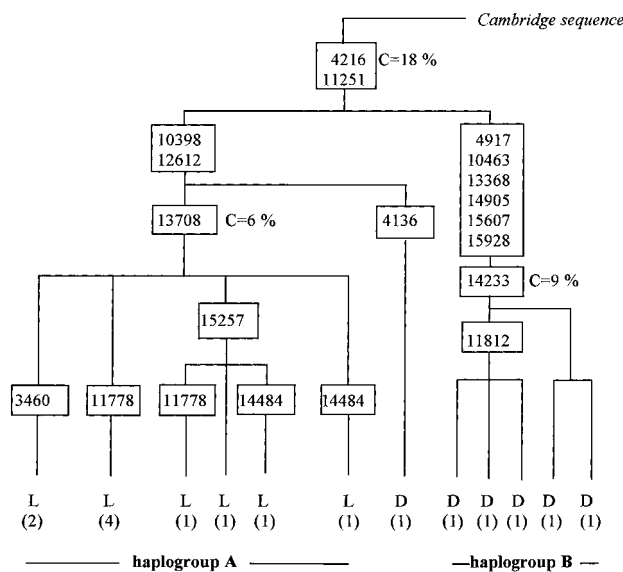 Cambridge sequence
4216
11251
C=18 %
10398
12612
4917
10463
13368
14905
15607
15928
13708
C=6 %
4136
14233
C=9 %
15257
11812
3460
11778
11778
14484
14484
L L L L L L D D D D D D
(2) (4) (1) (1) (1) (1) (1) (1) (1) (1) (1) (1)
haplogroup A haplogroup B